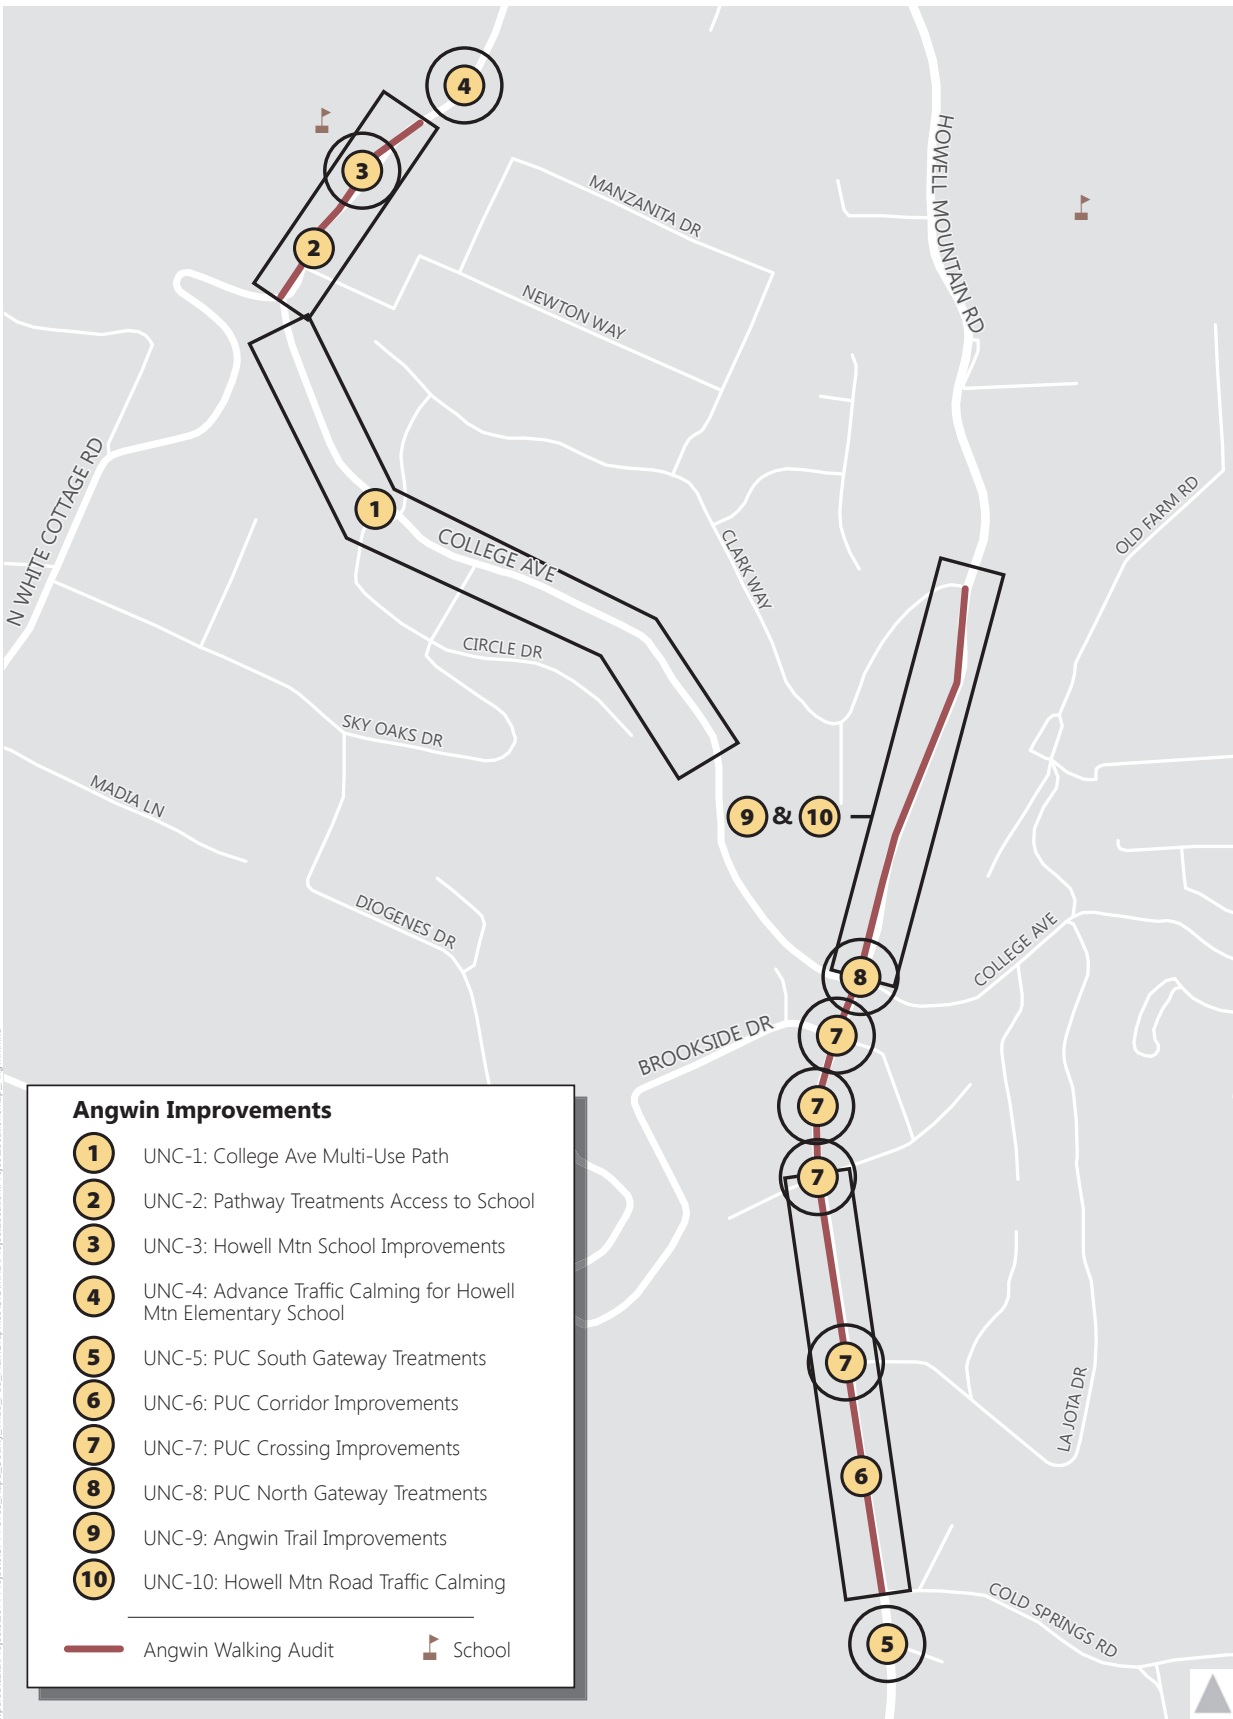 4
3
2
MANZANITA DR
NEWTON WAY
HOWELL MOUNTAIN RD
N WHITE COTTAGE RD
1
COLLEGE AVE
CLARK WAY
OLD FARM RD
CIRCLE DR
SKY OAKS DR
MADIA LN
9 & 10
DIOGENES DR
COLLEGE AVE
8
7
BROOKSIDE DR
7
7
7
6
LA JOTA DR
COLD SPRINGS RD
5
Angwin Improvements
1 UNC-1: College Ave Multi-Use Path
2 UNC-2: Pathway Treatments Access to School
3 UNC-3: Howell Mtn School Improvements
4 UNC-4: Advance Traffic Calming for Howell
Mtn Elementary School
5 UNC-5: PUC South Gateway Treatments
6 UNC-6: PUC Corridor Improvements
7 UNC-7: PUC Crossing Improvements
8 UNC-8: PUC North Gateway Treatments
9 UNC-9: Angwin Trail Improvements
10 UNC-10: Howell Mtn Road Traffic Calming
Angwin Walking Audit
School